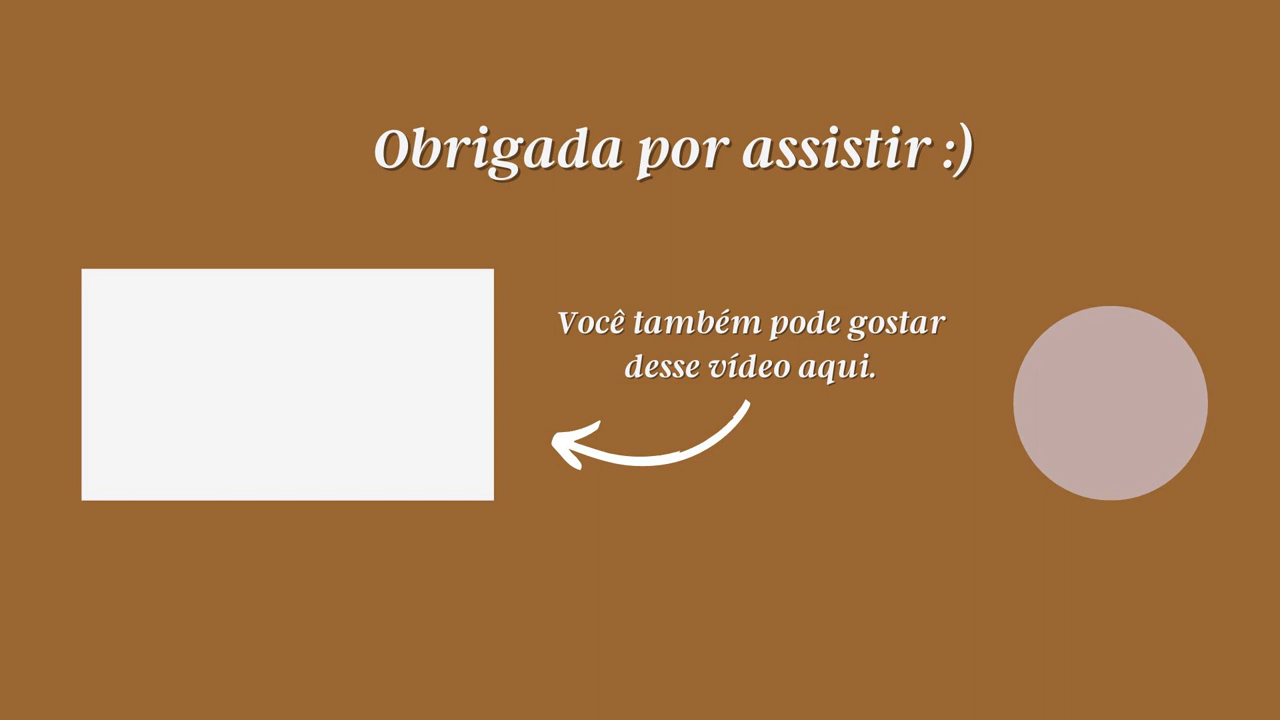 Obrigada por assistir :)
Você também pode gostar
desse vídeo aqui.